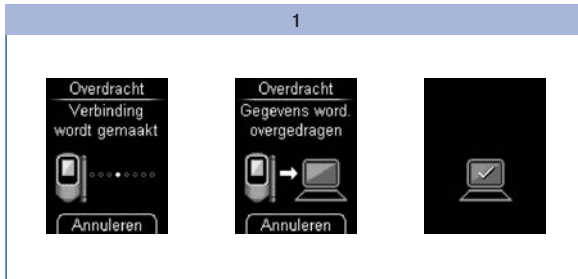 1
Overdracht
Verbinding
wordt gemaakt
Annuleren
Overdracht
Gegevens word.
overgedragen
Annuleren